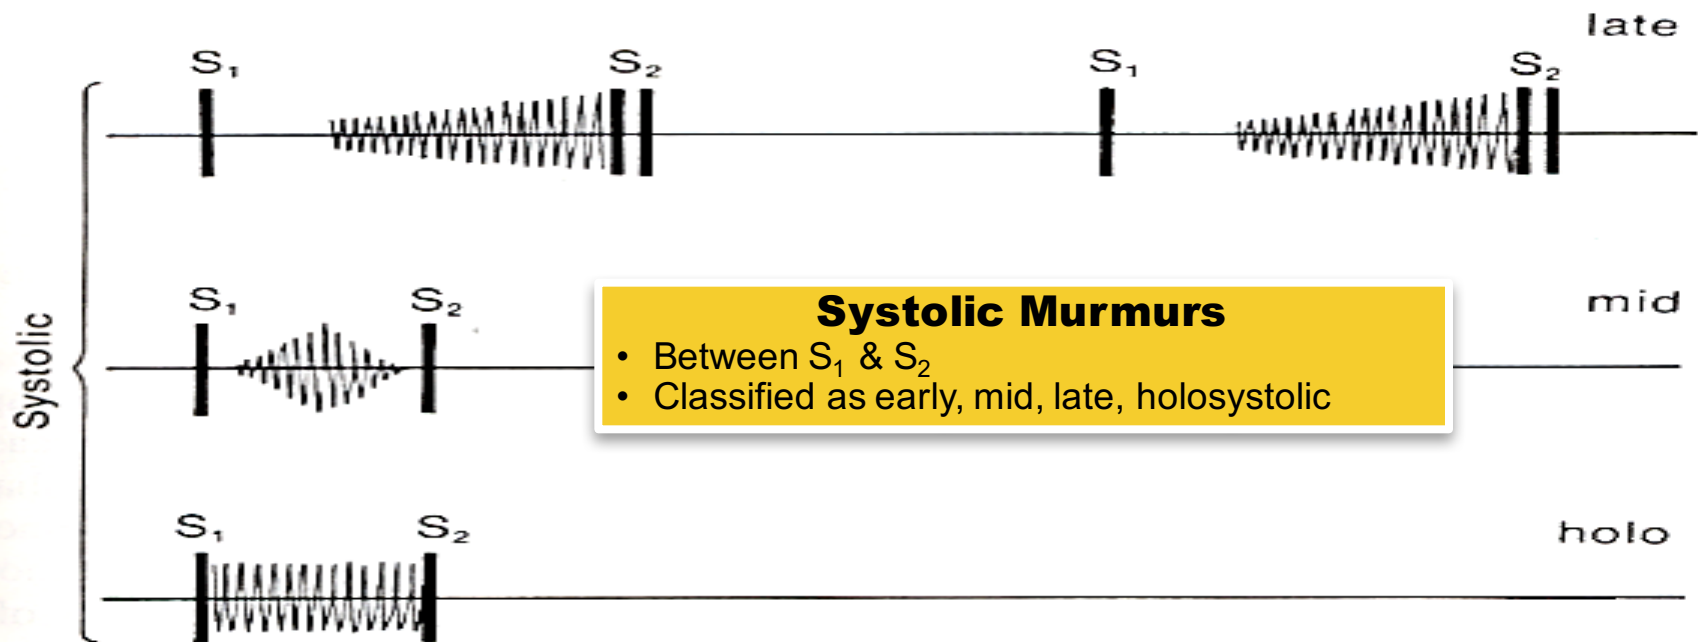 late
S₁ S₂ S₁ S₂
Systolic
S₁ S₂
mid
Systolic Murmurs
• Between S₁ & S₂
• Classified as early, mid, late, holosystolic
S₁ S₂
holo